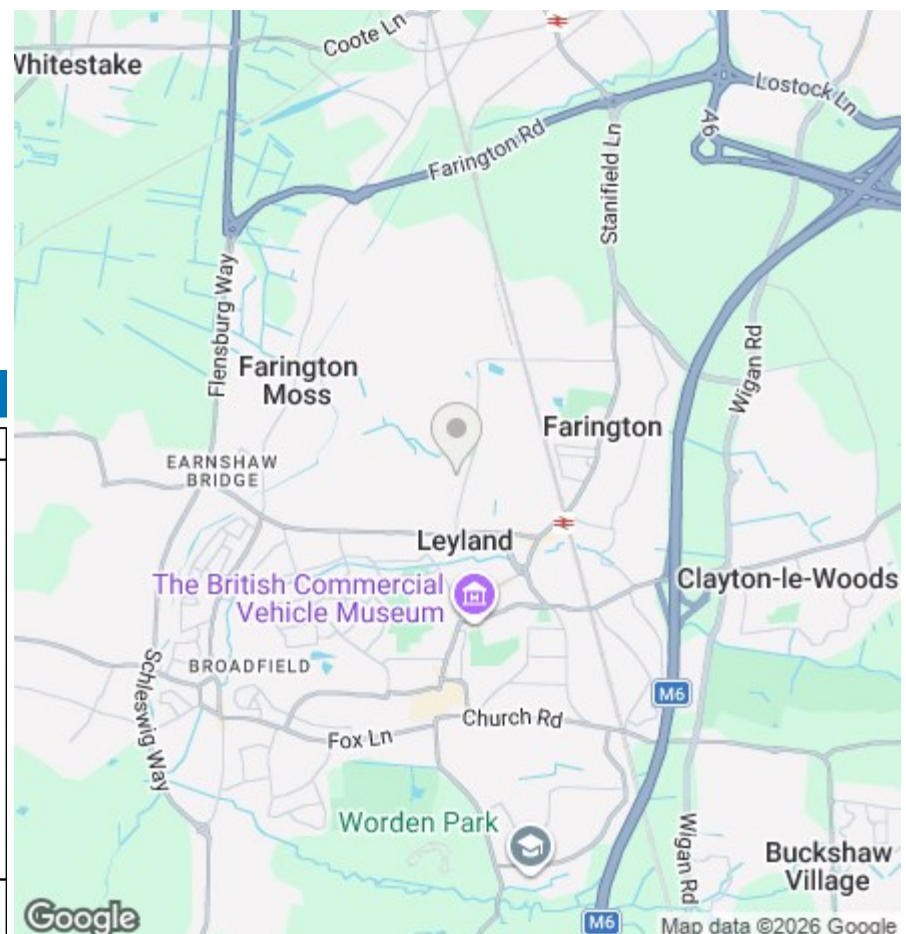 Whitestake
Coote Ln
Lostock Ln
A6
Farington Rd
Stanifield Ln
Flensburg Way
Wigan Rd
Farington
Moss
Farington
EARNSHAW
BRIDGE
Leyland
Clayton-le-Woods
The British Commercial
Vehicle Museum
BROADFIELD
Schleswig Way
M6
Church Rd
Fox Ln
Worden Park
Wigan Rd
Buckshaw
Village
Google
M6
Map data ©2026 Google